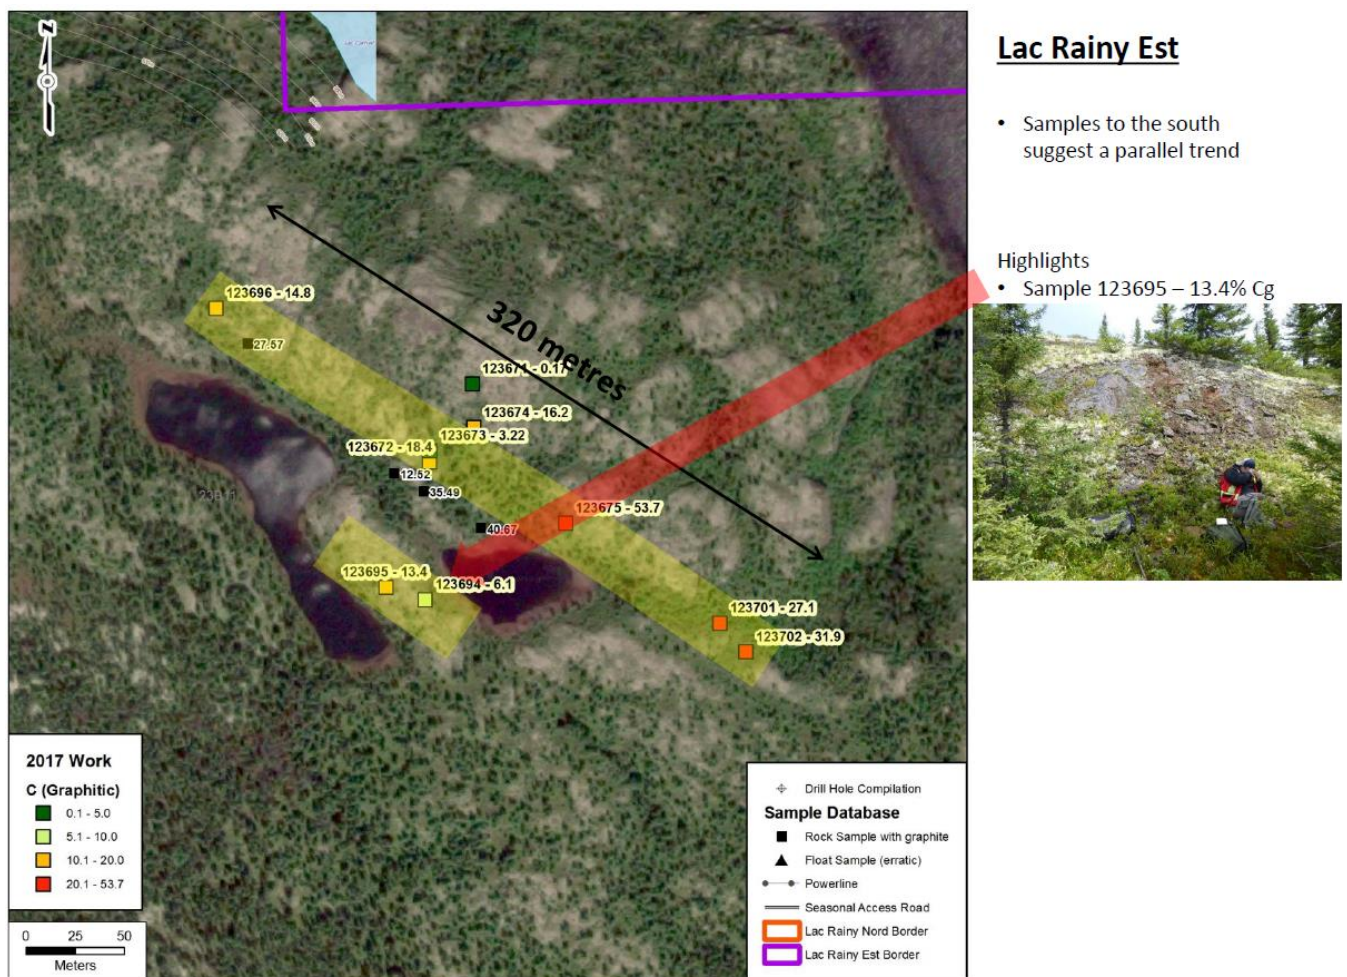 Lac Rainy Est
• Samples to the south
suggest a parallel trend
Highlights
• Sample 123695 – 13.4% Cg
N
320 metres
123696 - 14.8
27.57
123671 - 0.17
123674 - 16.2
123673 - 3.22
123672 - 18.4
12.52
35.49
123675 - 53.7
40.67
123695 - 13.4
123694 - 6.1
123701 - 27.1
123702 - 31.9
2017 Work
C (Graphitic)
0.1 - 5.0
5.1 - 10.0
10.1 - 20.0
20.1 - 53.7
0 25 50
Meters
Drill Hole Compilation
Sample Database
Rock Sample with graphite
Float Sample (erratic)
Powerline
Seasonal Access Road
Lac Rainy Nord Border
Lac Rainy Est Border